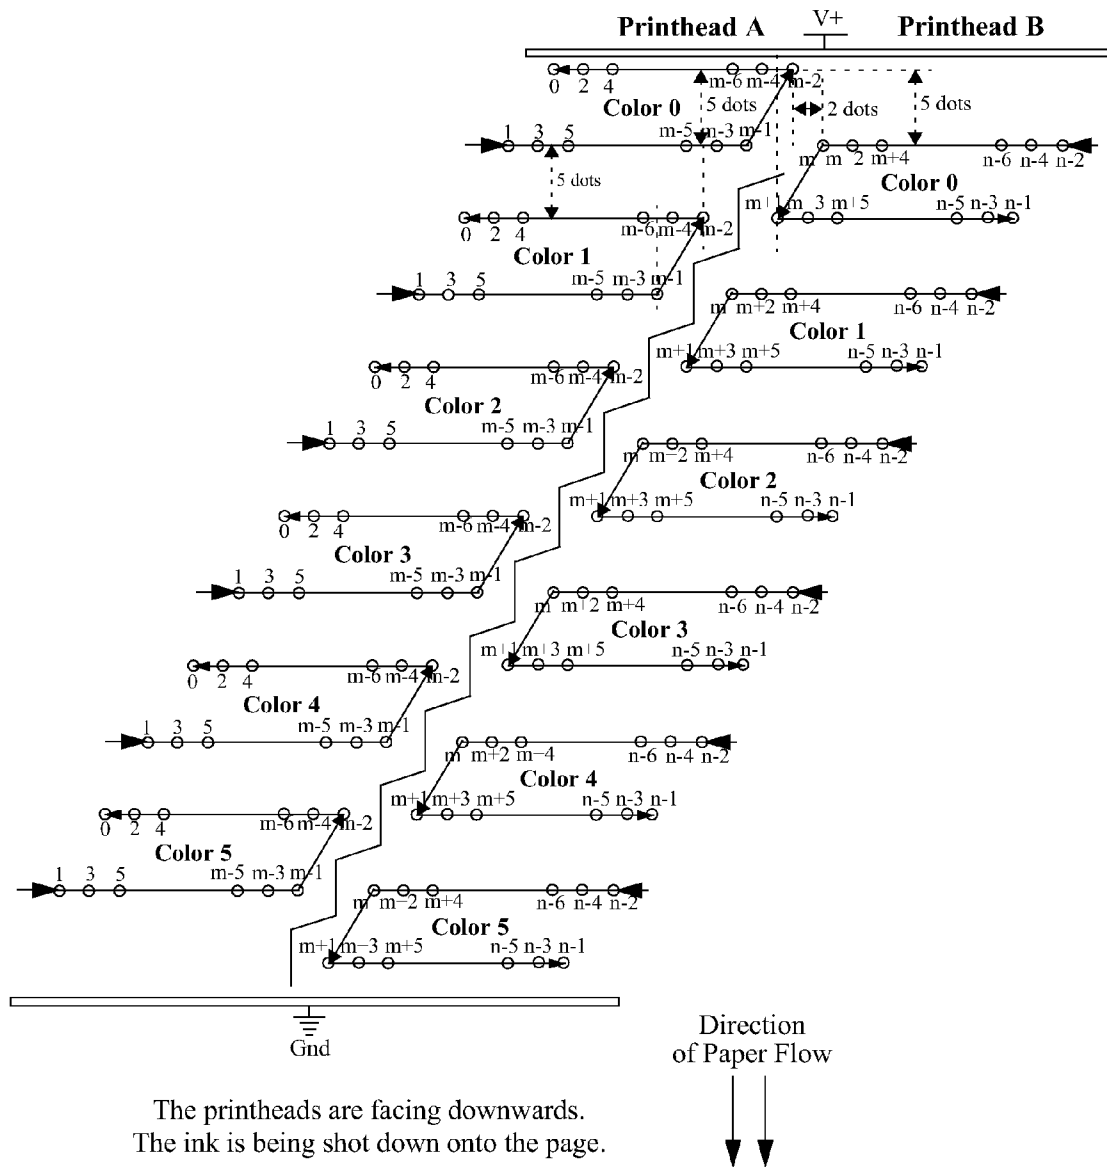 Printhead A V+ Printhead B
0 2 4 m-6 m-4 m-2
Color 0 5 dots 2 dots 5 dots
1 3 5 m-5 m-3 m-1
m m 2 m+4 n-6 n-4 n-2
5 dots Color 0
m+1 m 3 m+5 n-5 n-3 n-1
0 2 4 m-6 m-4 m-2
Color 1
1 3 5 m-5 m-3 m-1
m m+2 m+4 n-6 n-4 n-2
Color 1
m+1 m+3 m+5 n-5 n-3 n-1
0 2 4 m-6 m-4 m-2
Color 2
1 3 5 m-5 m-3 m-1
m m−2 m+4 n-6 n-4 n-2
Color 2
m+1 m+3 m+5 n-5 n-3 n-1
0 2 4 m-6 m-4 m-2
Color 3
1 3 5 m-5 m-3 m-1
m m+2 m+4 n-6 n-4 n-2
Color 3
m+1 m+3 m+5 n-5 n-3 n-1
0 2 4 m-6 m-4 m-2
Color 4
1 3 5 m-5 m-3 m-1
m m+2 m−4 n-6 n-4 n-2
Color 4
m+1 m+3 m+5 n-5 n-3 n-1
0 2 4 m-6 m-4 m-2
Color 5
1 3 5 m-5 m-3 m-1
m m−2 m+4 n-6 n-4 n-2
Color 5
m+1 m−3 m+5 n-5 n-3 n-1
Gnd
Direction
of Paper Flow
The printheads are facing downwards.
The ink is being shot down onto the page.